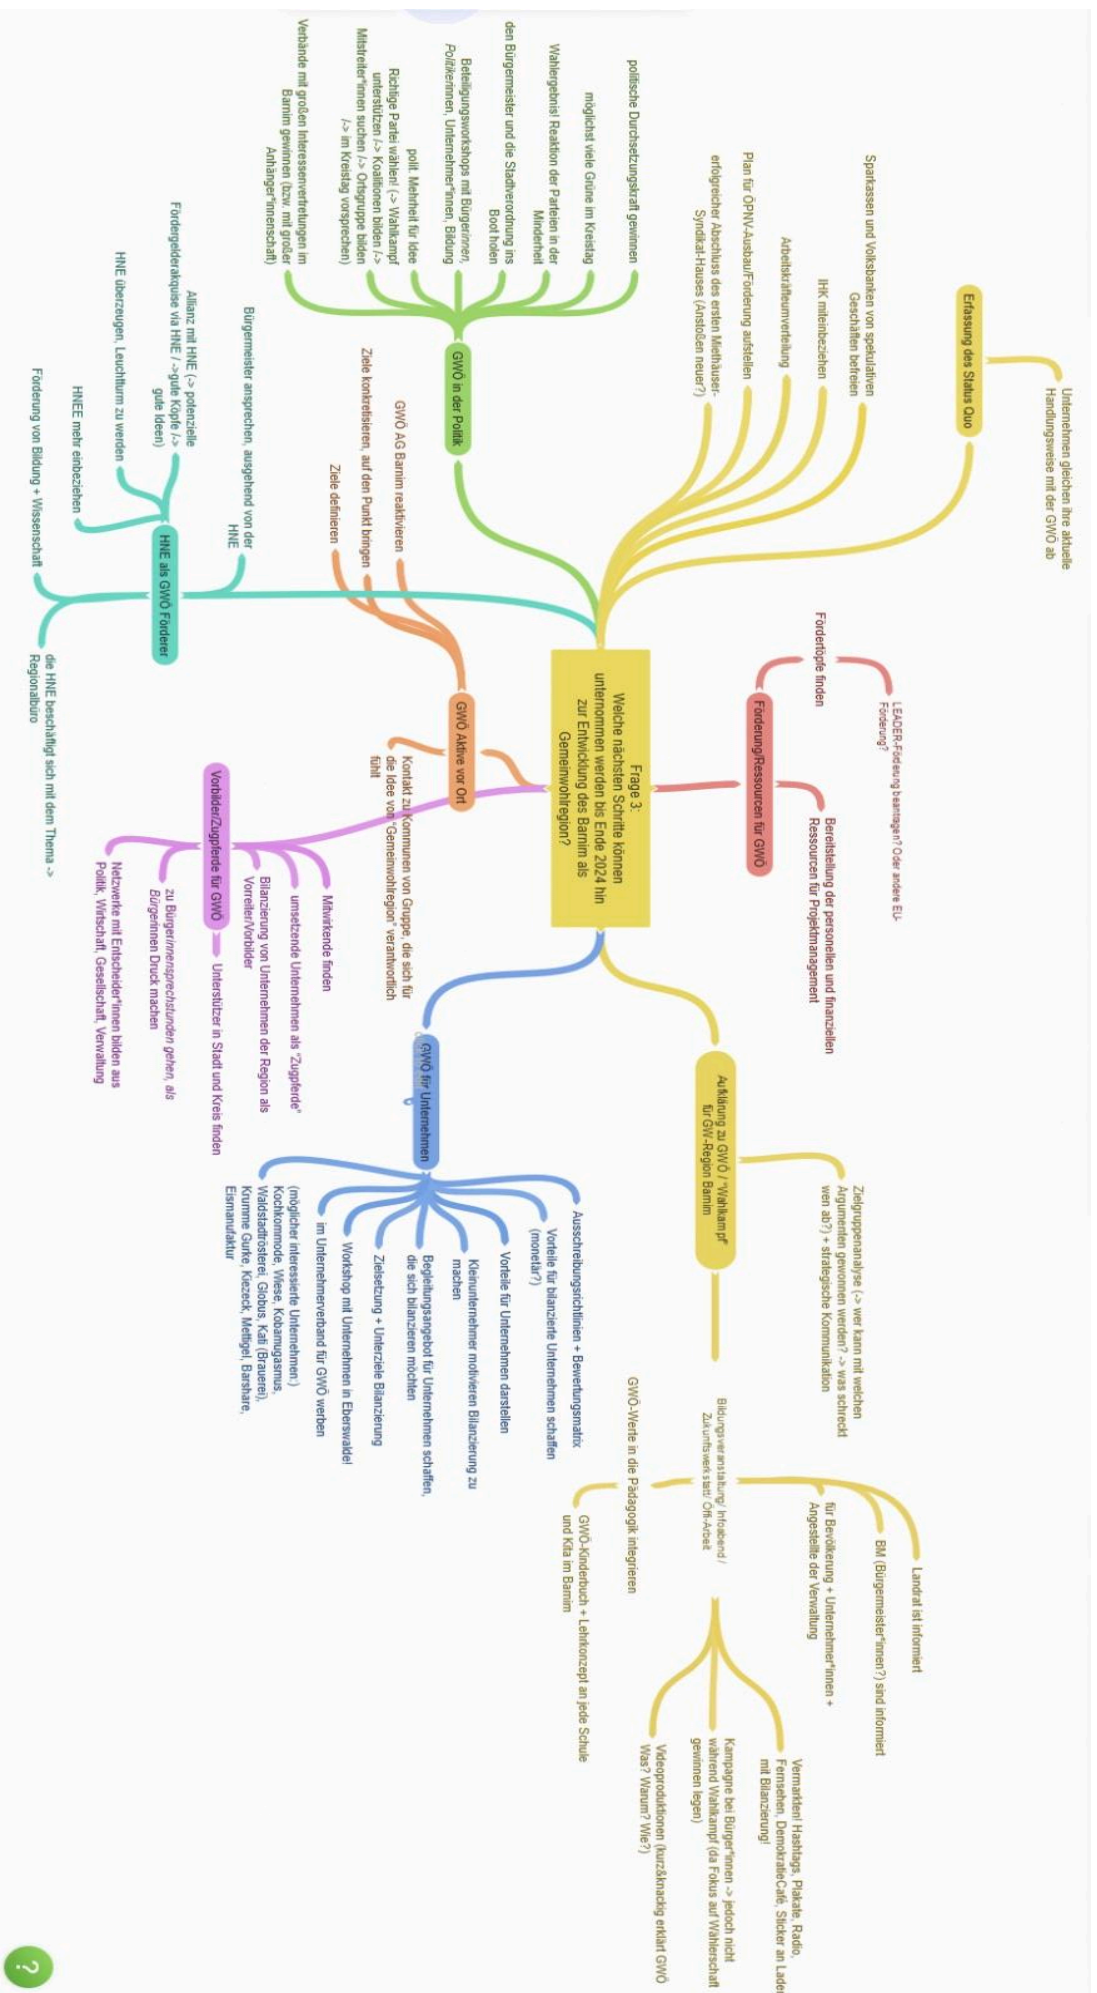 Frage 3:
Welche nächsten Schritte können
unternommen werden bis Ende 2024 hin
zur Entwicklung des Barnim als
Gemeinwohlregion?
Erfassung des Status Quo
Unternehmen gleichen ihre aktuelle
Handlungsweise mit der GWÖ ab
Sparkassen und Volksbanken von spekulativen
Geschäften befreien
IHK miteinbeziehen
Arbeitskräfteumverteilung
Plan für ÖPNV-Ausbau/Förderung aufstellen
erfolgreicher Abschluss des ersten Miethäuser-
Syndikat-Hauses (Anstoßen neuer?)
GWÖ in der Politik
politische Durchsetzungskraft gewinnen
möglichst viele Grüne im Kreistag
Wahlergebnis! Reaktion der Parteien in der
Minderheit
den Bürgermeister und die Stadtverordnung ins
Boot holen
Beteiligungsworkshops mit Bürgerinnen,
Politikerinnen, Unternehmer*innen, Bildung
polit. Mehrheit für Idee
Richtige Partei wählen! (-> Wahlkampf
unterstützen /-> Koalitionen bilden /->
Mitstreiter*innen suchen /-> Ortsgruppe bilden
/-> im Kreistag vorsprechen)
Verbände mit großen Interessenvertretungen im
Barnim gewinnen (bzw. mit großer
Anhänger*innenschaft)
GWÖ Aktive vor Ort
GWÖ AG Barnim reaktivieren
Ziele konkretisieren, auf den Punkt bringen
Ziele definieren
Kontakt zu Kommunen von Gruppe, die sich für
die Idee von "Gemeinwohlregion" verantwortlich
fühlt
HNE als GWÖ Förderer
Bürgermeister ansprechen, ausgehend von der
HNE
Allianz mit HNE (-> potenzielle
Fördergelderakquise via HNE / ->gute Köpfe /->
gute Ideen)
HNE überzeugen, Leuchtturm zu werden
HNEE mehr einbeziehen
Förderung von Bildung + Wissenschaft
die HNE beschäftigt sich mit dem Thema ->
Regionalbüro
Förderung/Ressourcen für GWÖ
Fördertöpfe finden
LEADER-Förderung beantragen? Oder andere EU-
Förderung?
Bereitstellung der personellen und finanziellen
Ressourcen für Projektmanagement
Vorbilder/Zugpferde für GWÖ
Mitwirkende finden
umsetzende Unternehmen als "Zugpferde"
Bilanzierung von Unternehmen der Region als
Vorreiter/Vorbilder
Unterstützer in Stadt und Kreis finden
zu Bürgerinnensprechstunden gehen, als
Bürgerinnen Druck machen
Netzwerke mit Entscheider*innen bilden aus
Politik, Wirtschaft, Gesellschaft, Verwaltung
GWÖ für Unternehmen
Ausschreibungsrichtlinien + Bewertungsmatrix
Vorteile für bilanzierte Unternehmen schaffen
(monetär?)
Vorteile für Unternehmen darstellen
Kleinunternehmer motivieren Bilanzierung zu
machen
Begleitungsangebot für Unternehmen schaffen,
die sich bilanzieren möchten
Zielsetzung + Unterziele Bilanzierung
Workshop mit Unternehmen in Eberswalde!
im Unternehmerverband für GWÖ werben
(möglicher interessierte Unternehmen:)
Kochkommode, Wiese, Kobamugasmus,
Waldstadtrösterei, Globus, Kati (Brauerei),
Krumme Gurke, Kiezeck, Mettigel, Barshare,
Eismanufaktur
Aufklärung zu GWÖ / "Wahlkampf"
für GW-Region Barnim
Zielgruppenanalyse (-> wer kann mit welchen
Argumenten gewonnen werden? -> was schreckt
wen ab?) + strategische Kommunikation
Bildungsveranstaltung/ Infoabend /
Zukunftswerkstatt/ Öffi-Arbeit
Landrat ist informiert
BM (Bürgermeister*innen?) sind informiert
für Bevölkerung + Unternehmer*innen +
Angestellte der Verwaltung
GWÖ-Werte in die Pädagogik integrieren
GWÖ-Kinderbuch + Lehrkonzept an jede Schule
und Kita im Barnim
Vermarkten! Hashtags, Plakate, Radio,
Fernsehen, DemokratieCafé, Sticker an Läden
mit Bilanzierung!
Kampagne bei Bürger*innen -> jedoch nicht
während Wahlkampf (da Fokus auf Wählerschaft
gewinnen legen)
Videoproduktionen (kurz&knackig erklärt GWÖ
Was? Warum? Wie?)
?